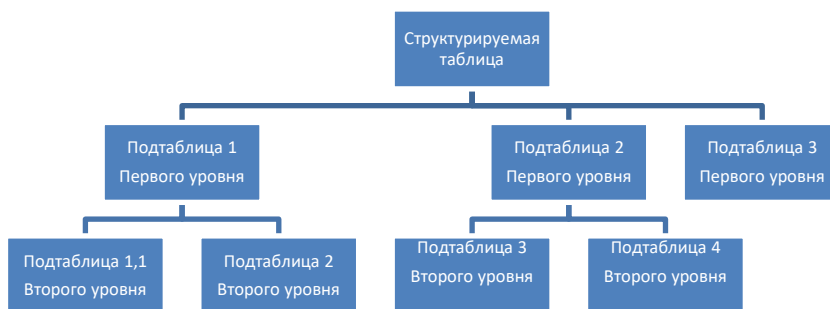 Структурируемая
таблица
Подтаблица 1
Первого уровня
Подтаблица 2
Первого уровня
Подтаблица 3
Первого уровня
Подтаблица 1,1
Второго уровня
Подтаблица 2
Второго уровня
Подтаблица 3
Второго уровня
Подтаблица 4
Второго уровня